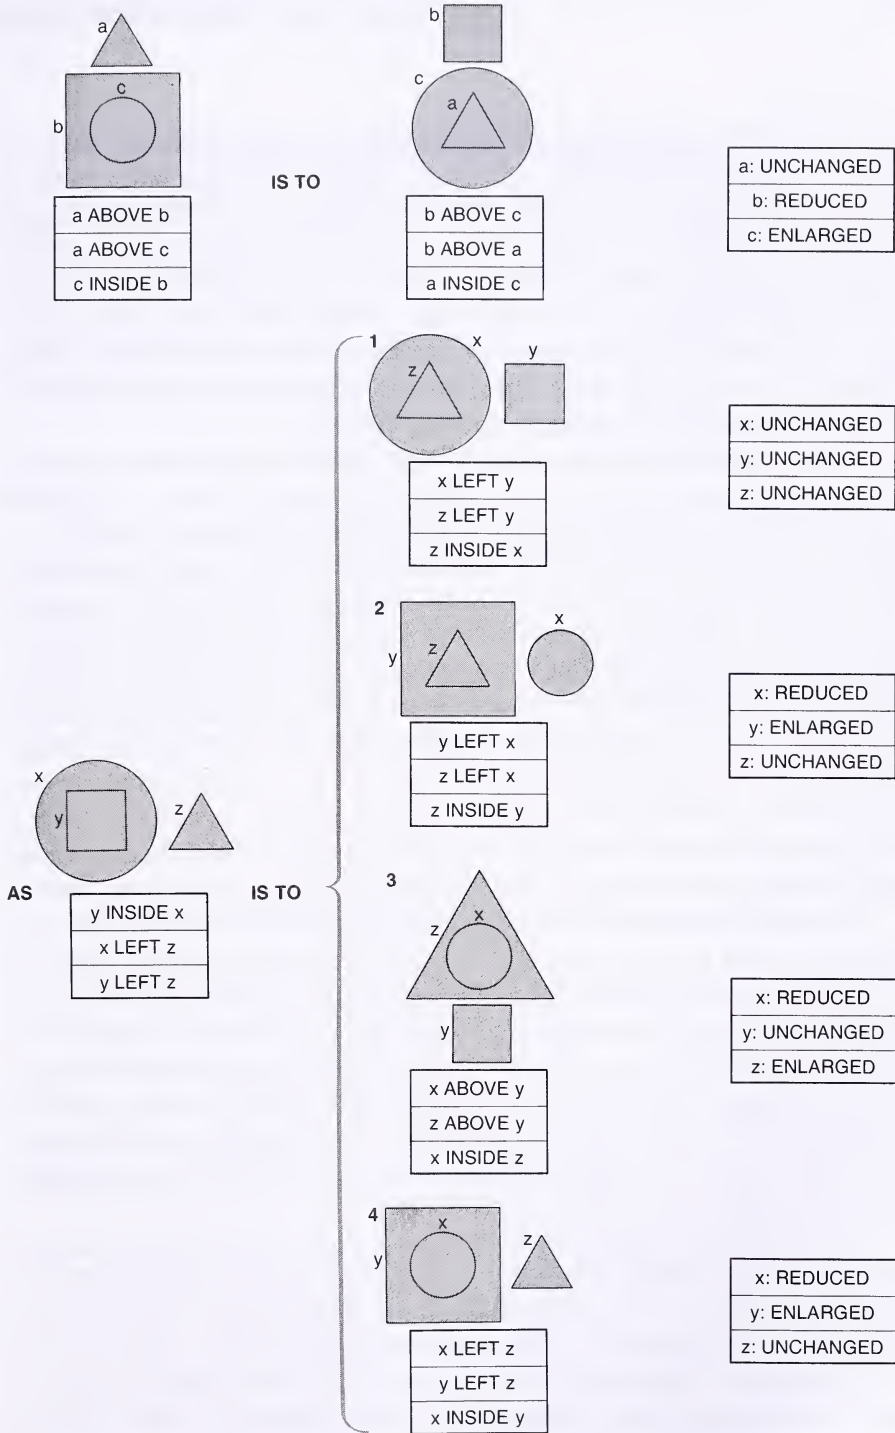 a
c
b
a ABOVE b
a ABOVE c
c INSIDE b
IS TO
b
c
a
b ABOVE c
b ABOVE a
a INSIDE c
a: UNCHANGED
b: REDUCED
c: ENLARGED
AS
x
y
z
y INSIDE x
x LEFT z
y LEFT z
IS TO
1
x
y
z
x LEFT y
z LEFT y
z INSIDE x
x: UNCHANGED
y: UNCHANGED
z: UNCHANGED
2
x
y
z
y LEFT x
z LEFT x
z INSIDE y
x: REDUCED
y: ENLARGED
z: UNCHANGED
3
x
z
y
x ABOVE y
z ABOVE y
x INSIDE z
x: REDUCED
y: UNCHANGED
z: ENLARGED
4
x
y
z
x LEFT z
y LEFT z
x INSIDE y
x: REDUCED
y: ENLARGED
z: UNCHANGED